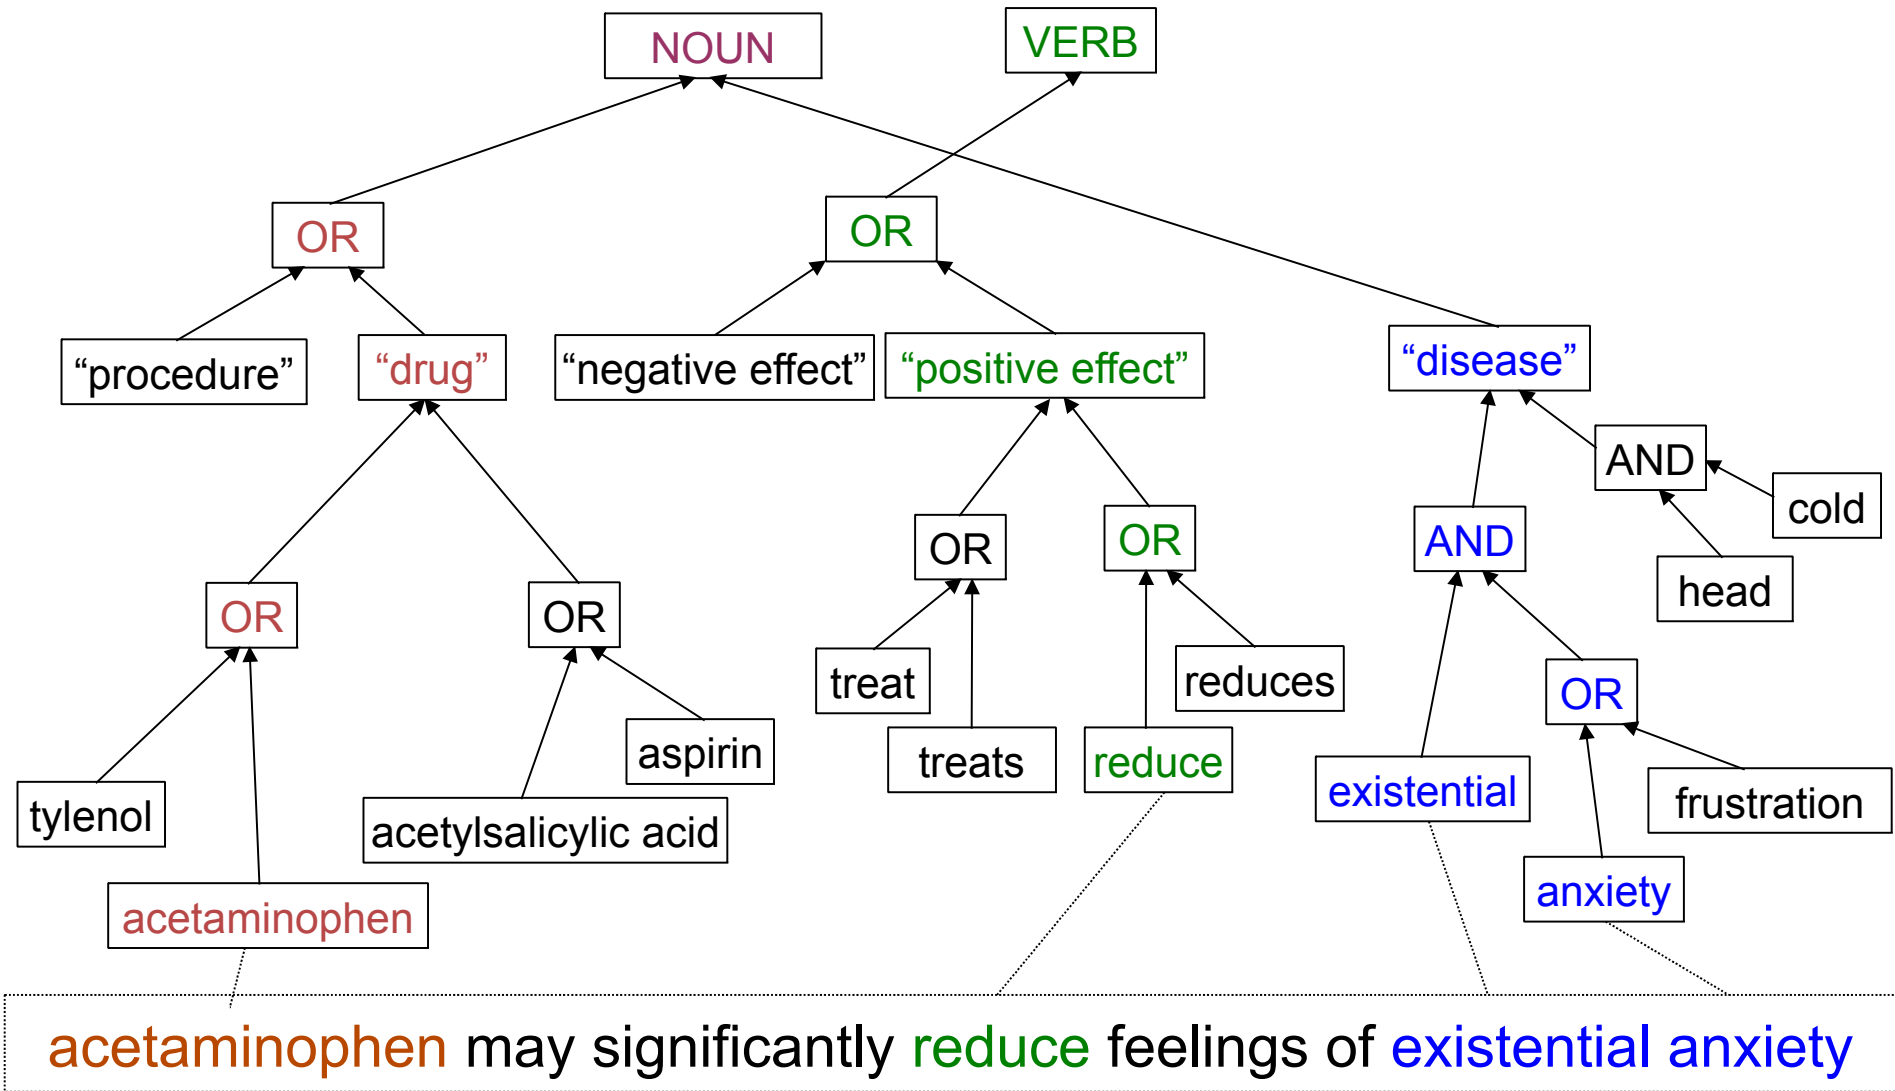 NOUN
VERB
OR
OR
“procedure”
“drug”
“negative effect”
“positive effect”
“disease”
AND
cold
OR
OR
AND
head
OR
OR
treat
reduces
OR
treats
reduce
aspirin
existential
frustration
tylenol
acetylsalicylic acid
anxiety
acetaminophen
acetaminophen may significantly reduce feelings of existential anxiety